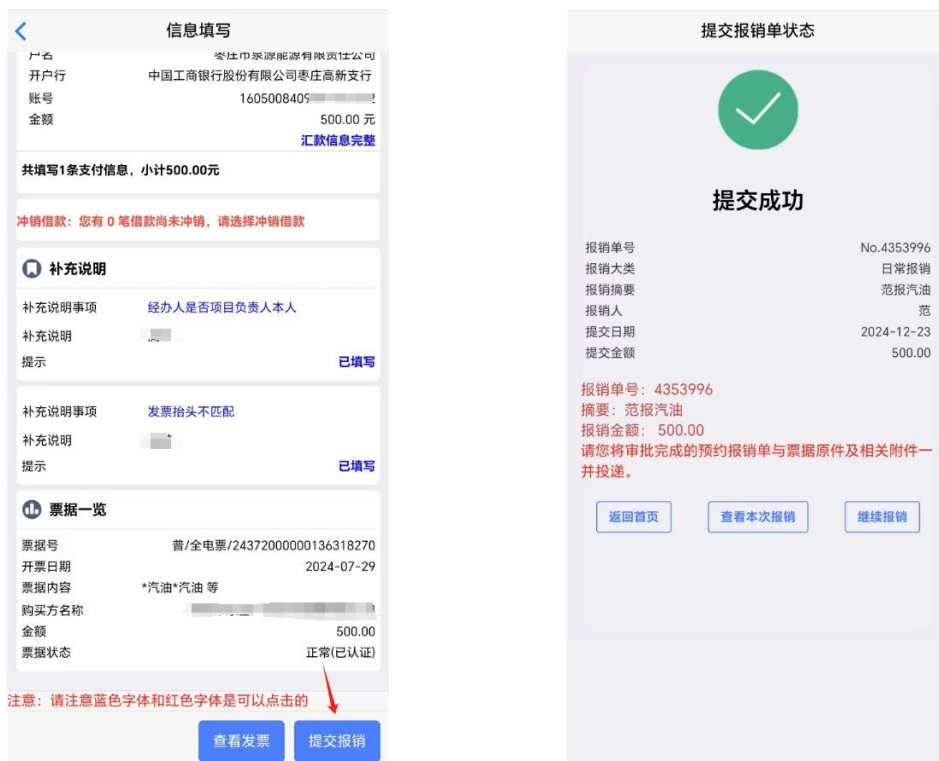 信息填写
户名 枣庄市泉源能源有限责任公司
开户行 中国工商银行股份有限公司枣庄高新支行
账号 1605008409
金额 500.00 元
汇款信息完整
共填写1条支付信息，小计500.00元
冲销借款：您有 0 笔借款尚未冲销，请选择冲销借款
补充说明
补充说明事项 经办人是否项目负责人本人
补充说明
提示 已填写
补充说明事项 发票抬头不匹配
补充说明
提示 已填写
票据一览
票据号 普/全电票/24372000000136318270
开票日期 2024-07-29
票据内容 *汽油*汽油 等
购买方名称
金额 500.00
票据状态 正常(已认证)
注意：请注意蓝色字体和红色字体是可以点击的
查看发票 提交报销
提交报销单状态
提交成功
报销单号 No.4353996
报销大类 日常报销
报销摘要 范报汽油
报销人 范
提交日期 2024-12-23
提交金额 500.00
报销单号：4353996
摘要：范报汽油
报销金额： 500.00
请您将审批完成的预约报销单与票据原件及相关附件一
并投递。
返回首页 查看本次报销 继续报销